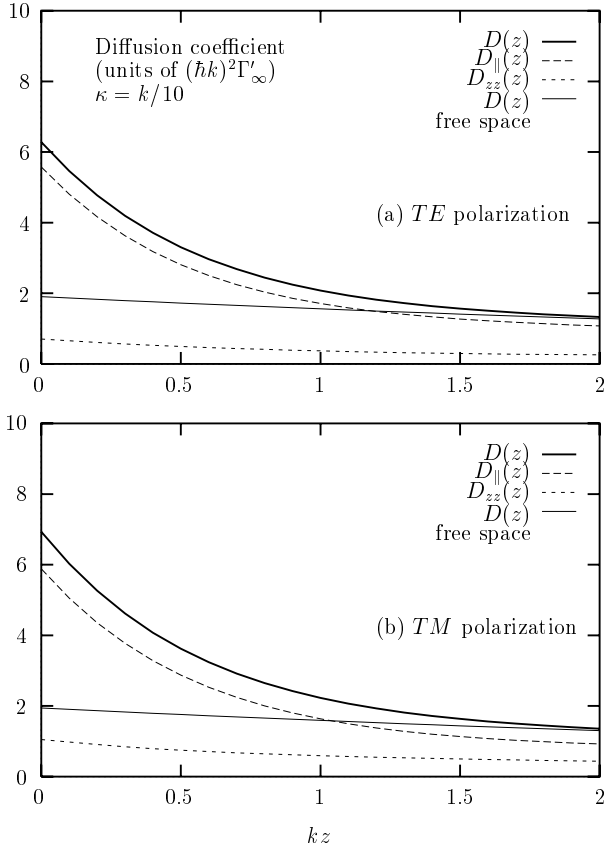 10
8
6
4
2
0
Diffusion coefficient
(units of (ħk)²Γ′∞)
κ = k/10
D(z)
D∥(z)
Dzz(z)
D(z)
free space
(a) TE polarization
0 0.5 1 1.5 2
10
8
6
4
2
0
D(z)
D∥(z)
Dzz(z)
D(z)
free space
(b) TM polarization
0 0.5 1 1.5 2
kz